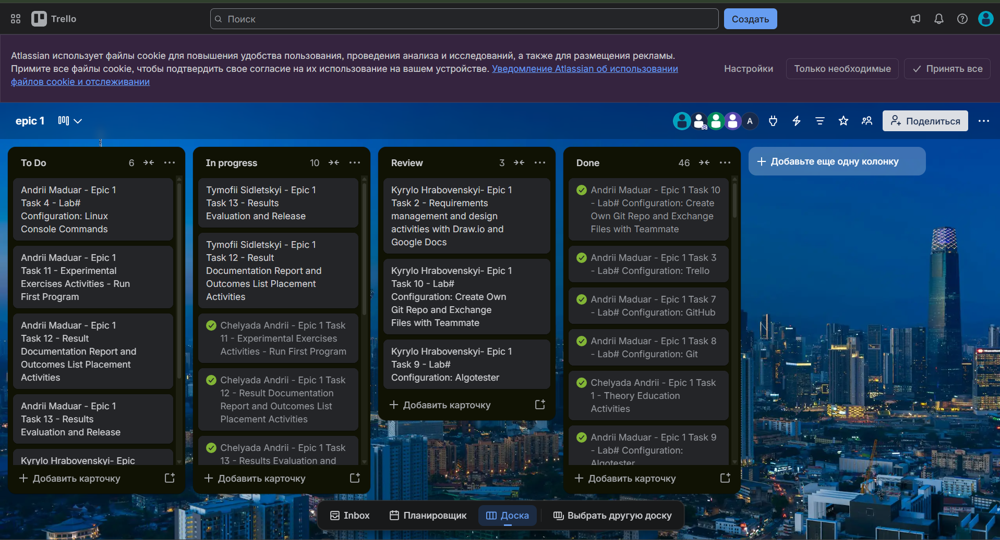 Trello
Поиск
Создать
Atlassian использует файлы cookie для повышения удобства пользования, проведения анализа и исследований, а также для размещения рекламы.
Примите все файлы cookie, чтобы подтвердить свое согласие на их использование на вашем устройстве. Уведомление Atlassian об использовании
файлов cookie и отслеживании
Настройки
Только необходимые
Принять все
epic 1
A
Поделиться
To Do
6
Andrii Maduar - Epic 1
Task 4 - Lab#
Configuration: Linux
Console Commands
Andrii Maduar - Epic 1
Task 11 - Experimental
Exercises Activities - Run
First Program
Andrii Maduar - Epic 1
Task 12 - Result
Documentation Report and
Outcomes List Placement
Activities
Andrii Maduar - Epic 1
Task 13 - Results
Evaluation and Release
Kyrylo Hrabovenskyi- Epic
Добавить карточку
In progress
10
Tymofii Sidletskyi - Epic 1
Task 13 - Results
Evaluation and Release
Tymofii Sidletskyi - Epic 1
Task 12 - Result
Documentation Report and
Outcomes List Placement
Activities
Chelyada Andrii - Epic 1 Task
11 - Experimental Exercises
Activities - Run First Program
Chelyada Andrii - Epic 1 Task
12 - Result Documentation
Report and Outcomes List
Placement Activities
Chelyada Andrii - Epic 1 Task
13 - Results Evaluation and
Добавить карточку
Review
3
Kyrylo Hrabovenskyi- Epic 1
Task 2 - Requirements
management and design
activities with Draw.io and
Google Docs
Kyrylo Hrabovenskyi- Epic 1
Task 10 - Lab#
Configuration: Create Own
Git Repo and Exchange
Files with Teammate
Kyrylo Hrabovenskyi- Epic 1
Task 9 - Lab#
Configuration: Algotester
Добавить карточку
Done
46
Andrii Maduar - Epic 1 Task 10
- Lab# Configuration: Create
Own Git Repo and Exchange
Files with Teammate
Andrii Maduar - Epic 1 Task 3
- Lab# Configuration: Trello
Andrii Maduar - Epic 1 Task 7
- Lab# Configuration: GitHub
Andrii Maduar - Epic 1 Task 8
- Lab# Configuration: Git
Chelyada Andrii - Epic 1 Task
1 - Theory Education
Activities
Andrii Maduar - Epic 1 Task 9
- Lab# Configuration:
Algotester
Добавить карточку
Добавьте еще одну колонку
Inbox
Планировщик
Доска
Выбрать другую доску